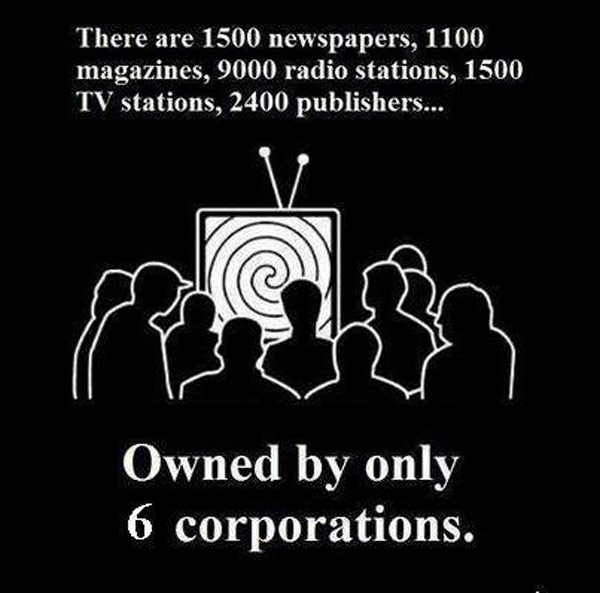 There are 1500 newspapers, 1100
magazines, 9000 radio stations, 1500
TV stations, 2400 publishers...
Owned by only
6 corporations.